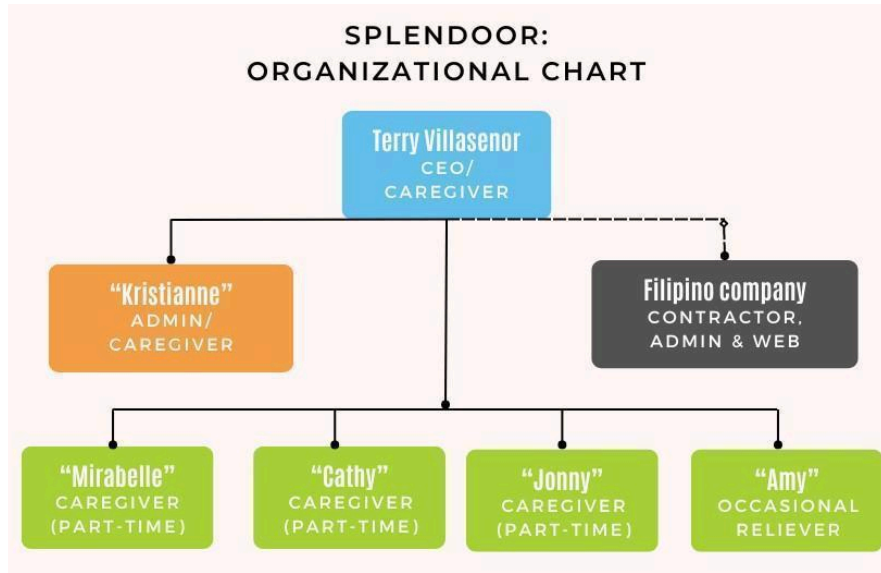 SPLENDOOR:
ORGANIZATIONAL CHART
Terry Villasenor
CEO/
CAREGIVER
“Kristianne”
ADMIN/
CAREGIVER
Filipino company
CONTRACTOR,
ADMIN & WEB
“Mirabelle”
CAREGIVER
(PART-TIME)
“Cathy”
CAREGIVER
(PART-TIME)
“Jonny”
CAREGIVER
(PART-TIME)
“Amy”
OCCASIONAL
RELIEVER